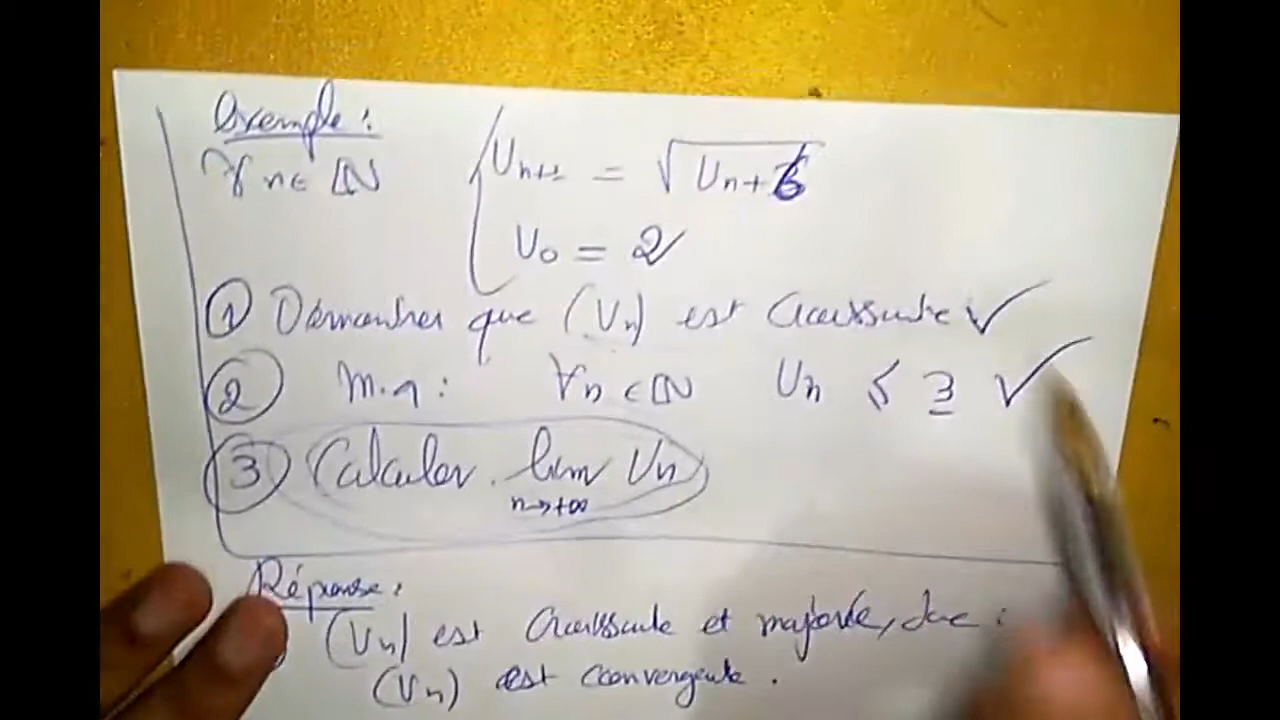 Exemple :
∀ n ∈ ℕ { Uₙ₊₁ = √(Uₙ + 6)
U₀ = 2
① Démontrer que (Uₙ) est croissante ✓
② M.q : ∀n ∈ ℕ Uₙ ≤ 3 ✓
③ Calculer lim Uₙ
n→+∞
Réponse :
(Uₙ) est croissante et majorée, donc :
(Uₙ) est convergente.